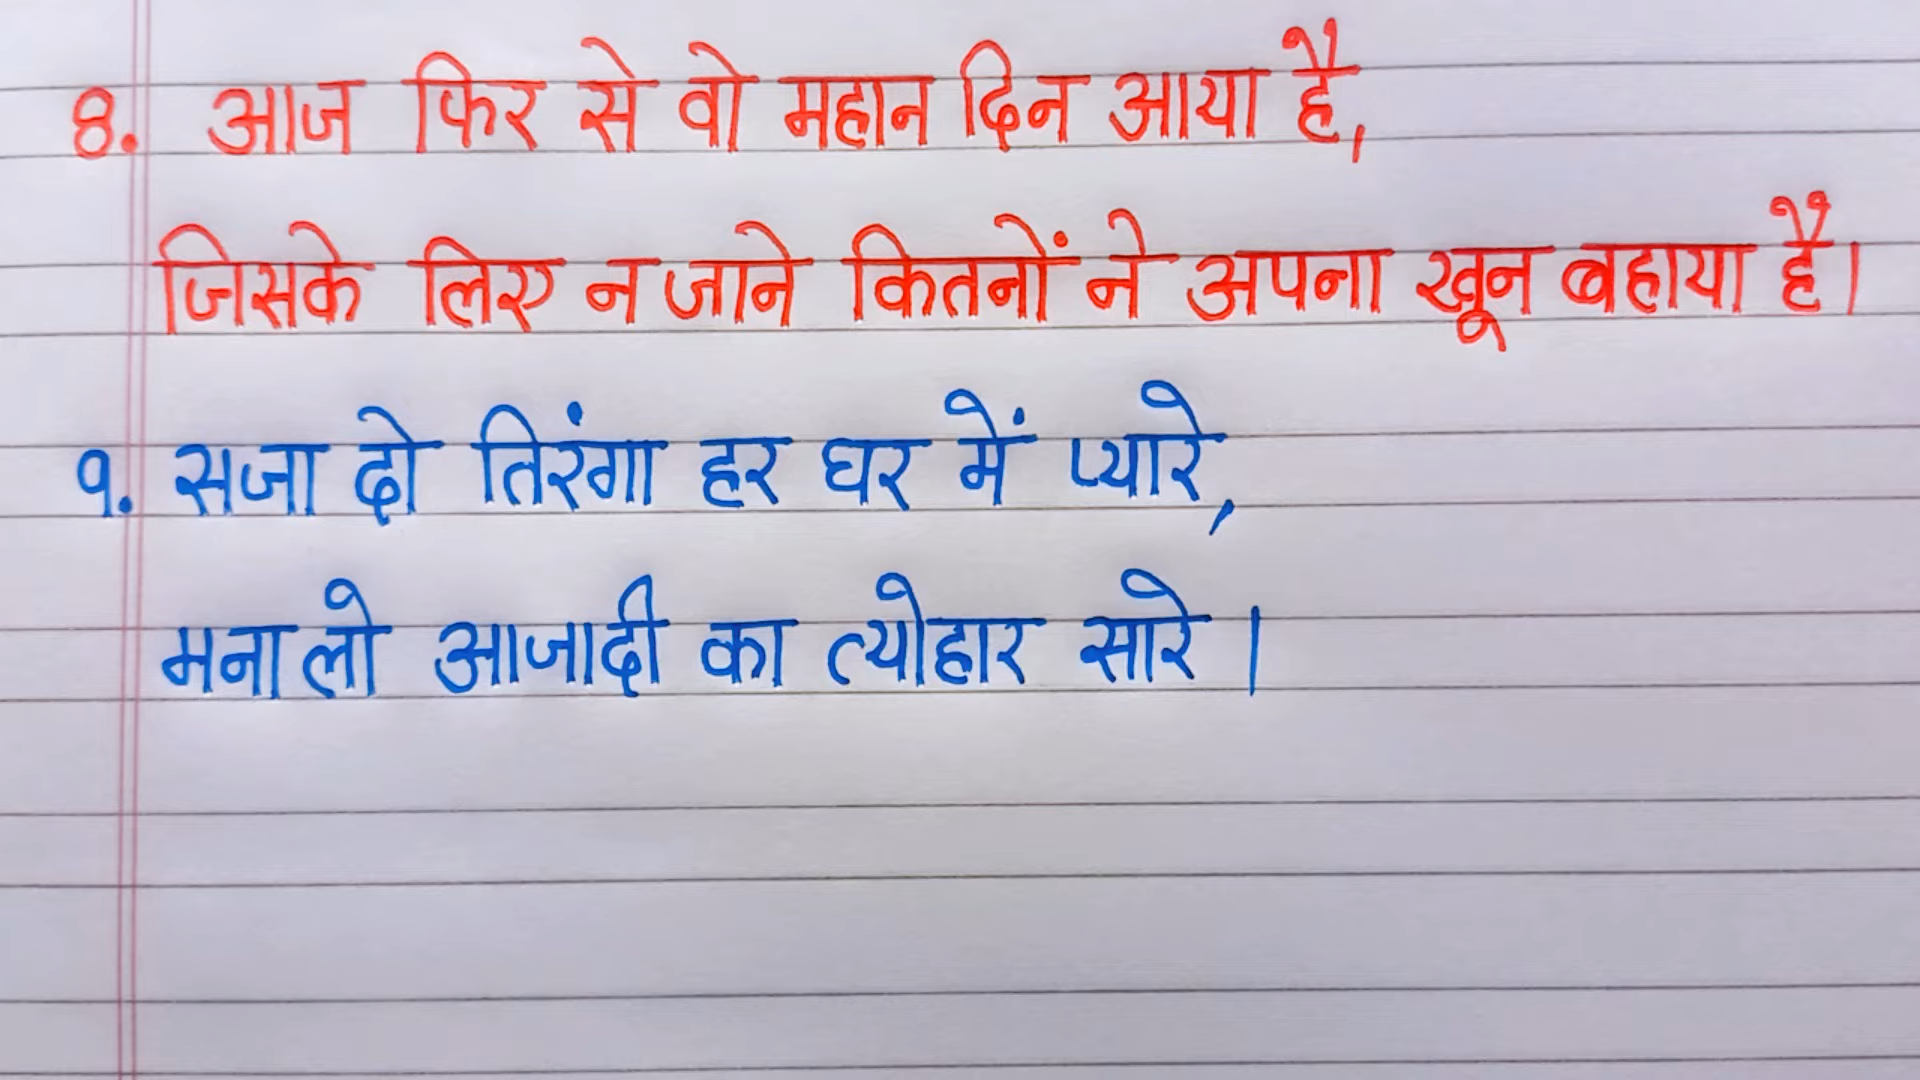 8. आज फिर से वो महान दिन आया है,
जिसके लिए न जाने कितनों ने अपना खून बहाया है।
9. सजा दो तिरंगा हर घर में प्यारे,
मना लो आजादी का त्योहार सारे।